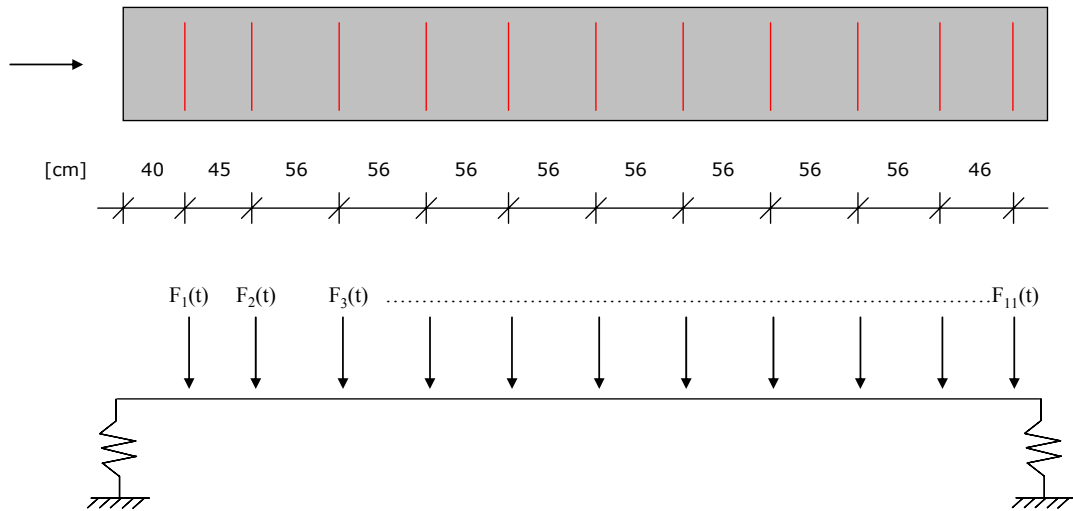 [cm] 40 45 56 56 56 56 56 56 56 56 46
F₁(t) F₂(t) F₃(t) ........................ F₁₁(t)